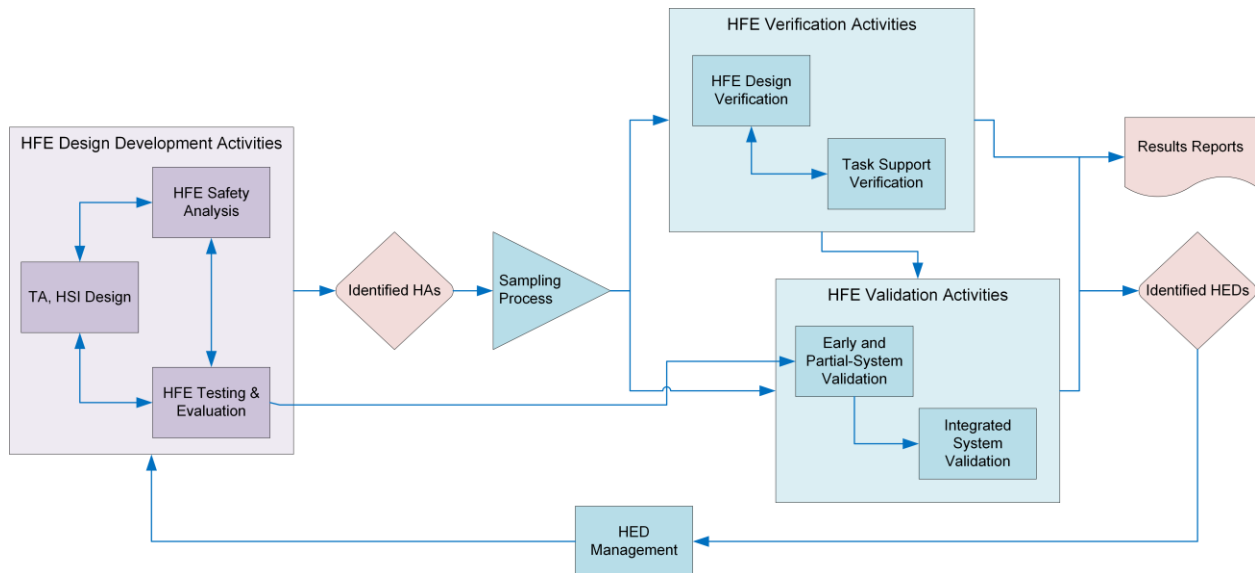 HFE Design Development Activities
HFE Safety
Analysis
TA, HSI Design
HFE Testing &
Evaluation
Identified HAs
Sampling
Process
HFE Verification Activities
HFE Design
Verification
Task Support
Verification
HFE Validation Activities
Early and
Partial-System
Validation
Integrated
System
Validation
Results Reports
Identified HEDs
HED
Management